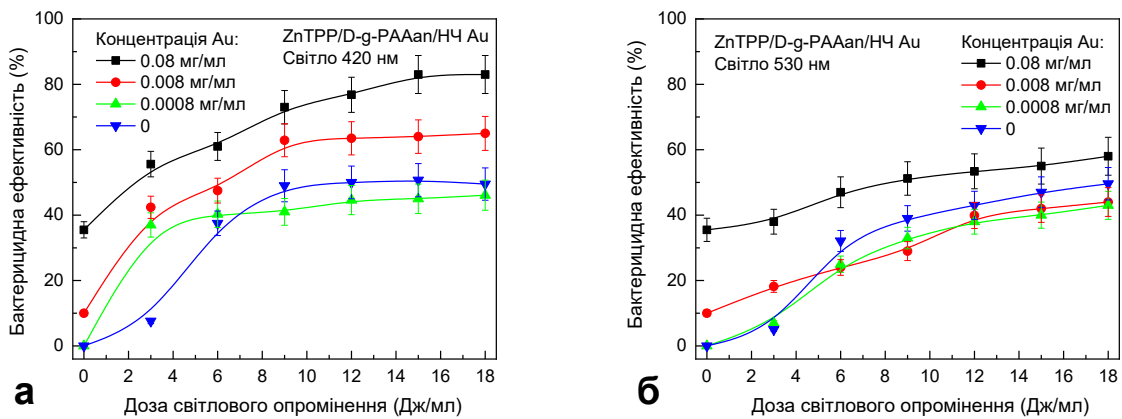 100
80
60
40
20
0
Бактерицидна ефективність (%)
Концентрація Au:
0.08 мг/мл
0.008 мг/мл
0.0008 мг/мл
0
ZnTPP/D-g-PAAan/НЧ Au
Світло 420 нм
0 2 4 6 8 10 12 14 16 18
Доза світлового опромінення (Дж/мл)
а
100
80
60
40
20
0
Бактерицидна ефективність (%)
ZnTPP/D-g-PAAan/НЧ Au
Світло 530 нм
Концентрація Au:
0.08 мг/мл
0.008 мг/мл
0.0008 мг/мл
0
0 2 4 6 8 10 12 14 16 18
Доза світлового опромінення (Дж/мл)
б